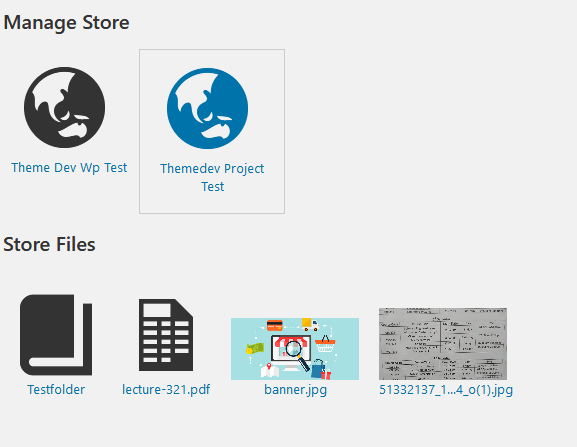 Manage Store
Theme Dev Wp Test
Themedev Project
Test
Store Files
Testfolder
lecture-321.pdf
banner.jpg
51332137_1...4_o(1).jpg